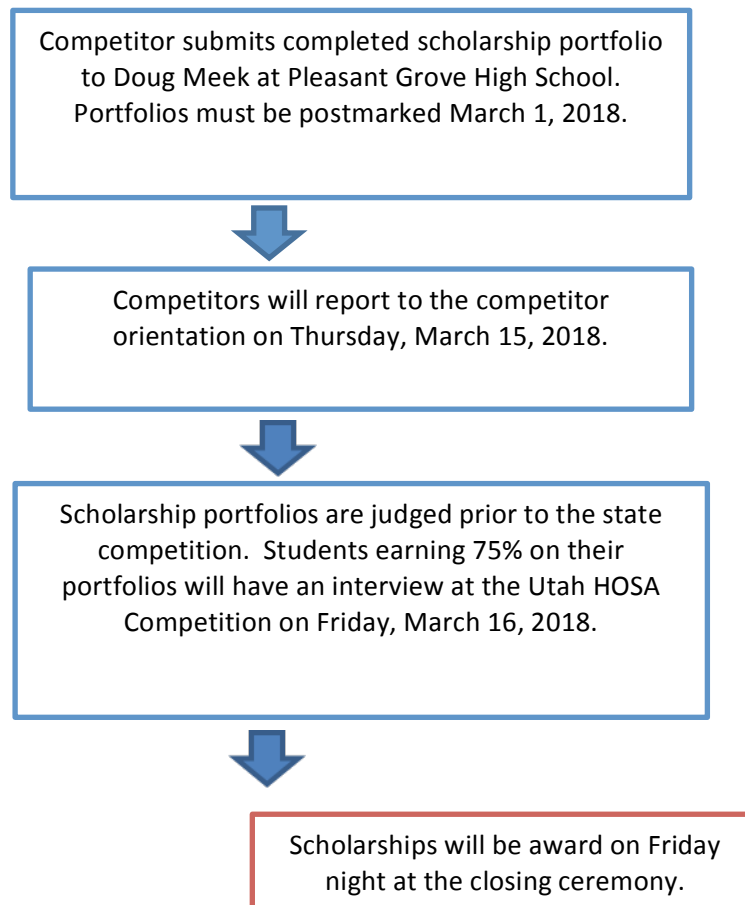 Competitor submits completed scholarship portfolio
to Doug Meek at Pleasant Grove High School.
Portfolios must be postmarked March 1, 2018.
Competitors will report to the competitor
orientation on Thursday, March 15, 2018.
Scholarship portfolios are judged prior to the state
competition.  Students earning 75% on their
portfolios will have an interview at the Utah HOSA
Competition on Friday, March 16, 2018.
Scholarships will be award on Friday
night at the closing ceremony.